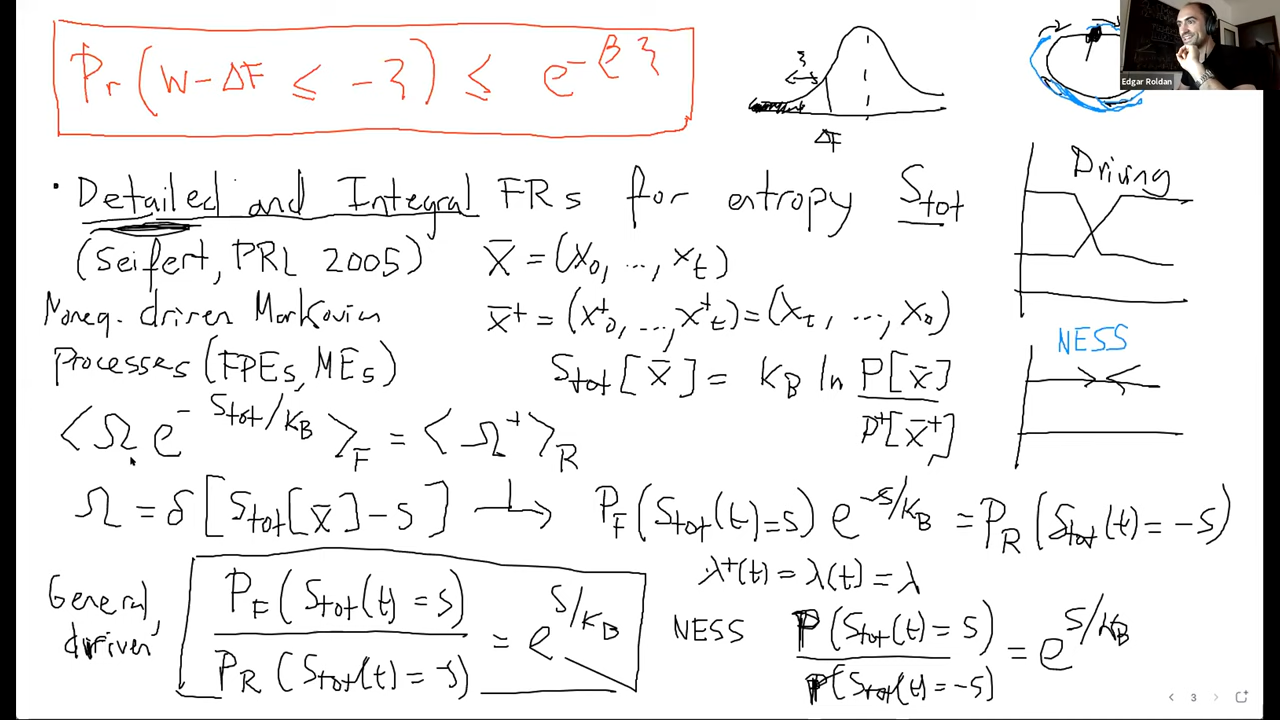 Pr(W-ΔF ≤ -ξ) ≤ e^{-βξ}
ξ
ΔF
Edgar Roldan
• Detailed and Integral FRs for entropy S_tot
(Seifert, PRL 2005) X̄ = (X_0, ..., X_t)
Noneq. driven Markovian
X̄^+ = (X^+_0, ..., X^+_t) = (X_t, ..., X_0)
Processes (FPEs, MEs)
S_tot[X̄] = K_B ln P[X̄] / P^+[X̄^+]
Driving
NESS
⟨Ω e^{-S_tot/K_B}⟩_F = ⟨Ω^+⟩_R
Ω = δ[S_tot[X̄] - S] → P_F(S_tot(t)=S) e^{-S/K_B} = P_R(S_tot(t)=-S)
λ^+(t) = λ(t) = λ
General,
driven
P_F(S_tot(t)=S) / P_R(S_tot(t)=-S) = e^{S/K_B}
NESS P(S_tot(t)=S) / P(S_tot(t)=-S) = e^{S/K_B}
3